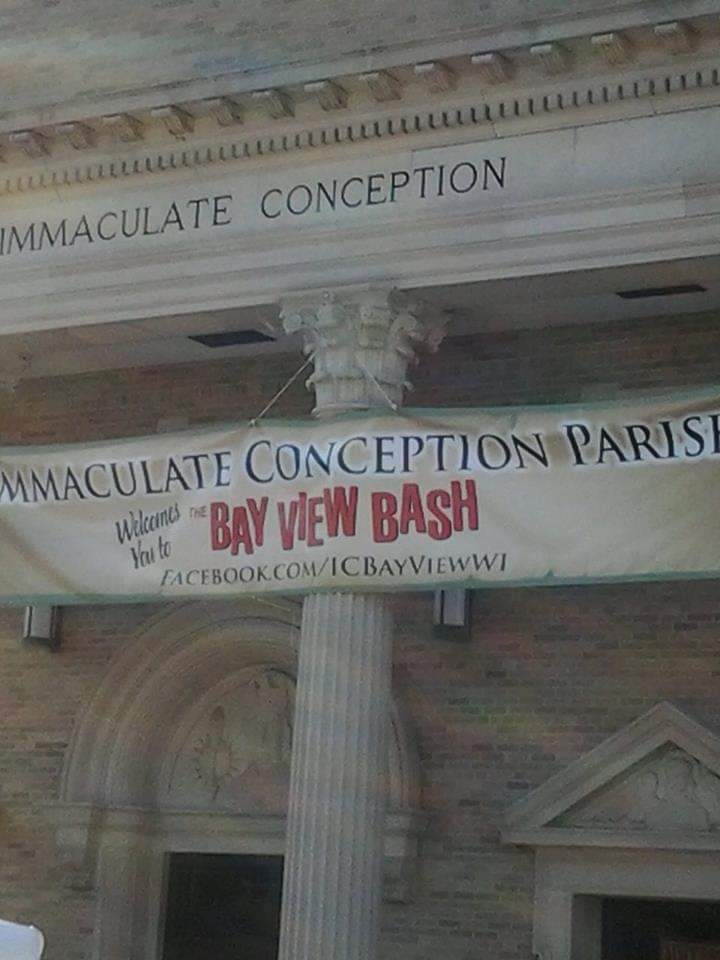 IMMACULATE CONCEPTION
IMMACULATE CONCEPTION PARISH
Welcomes THE BAY VIEW BASH
You to
FACEBOOK.COM/ICBAYVIEWWI